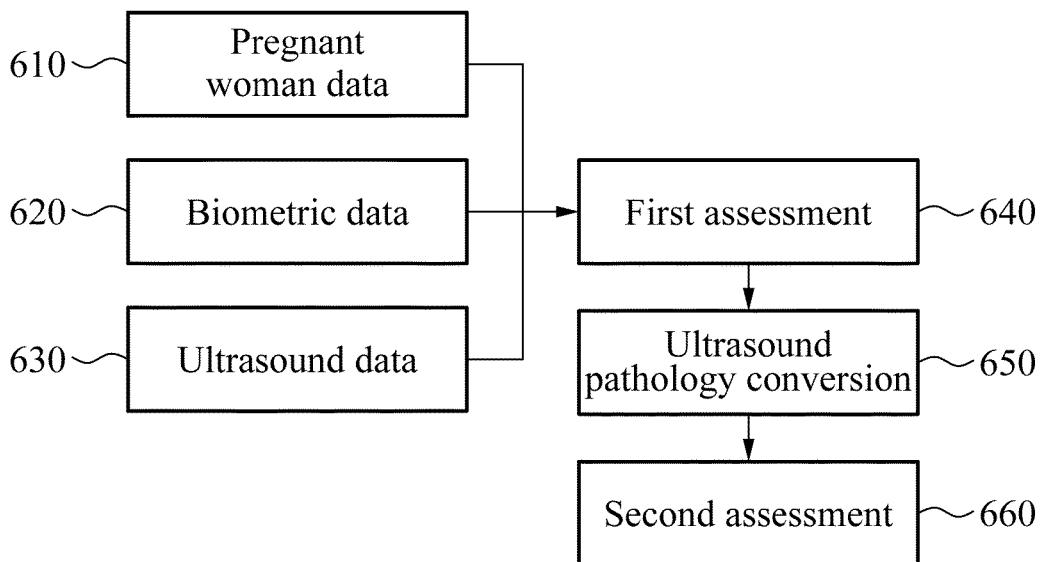 610
Pregnant
woman data
620
Biometric data
630
Ultrasound data
First assessment
640
Ultrasound
pathology conversion
650
Second assessment
660